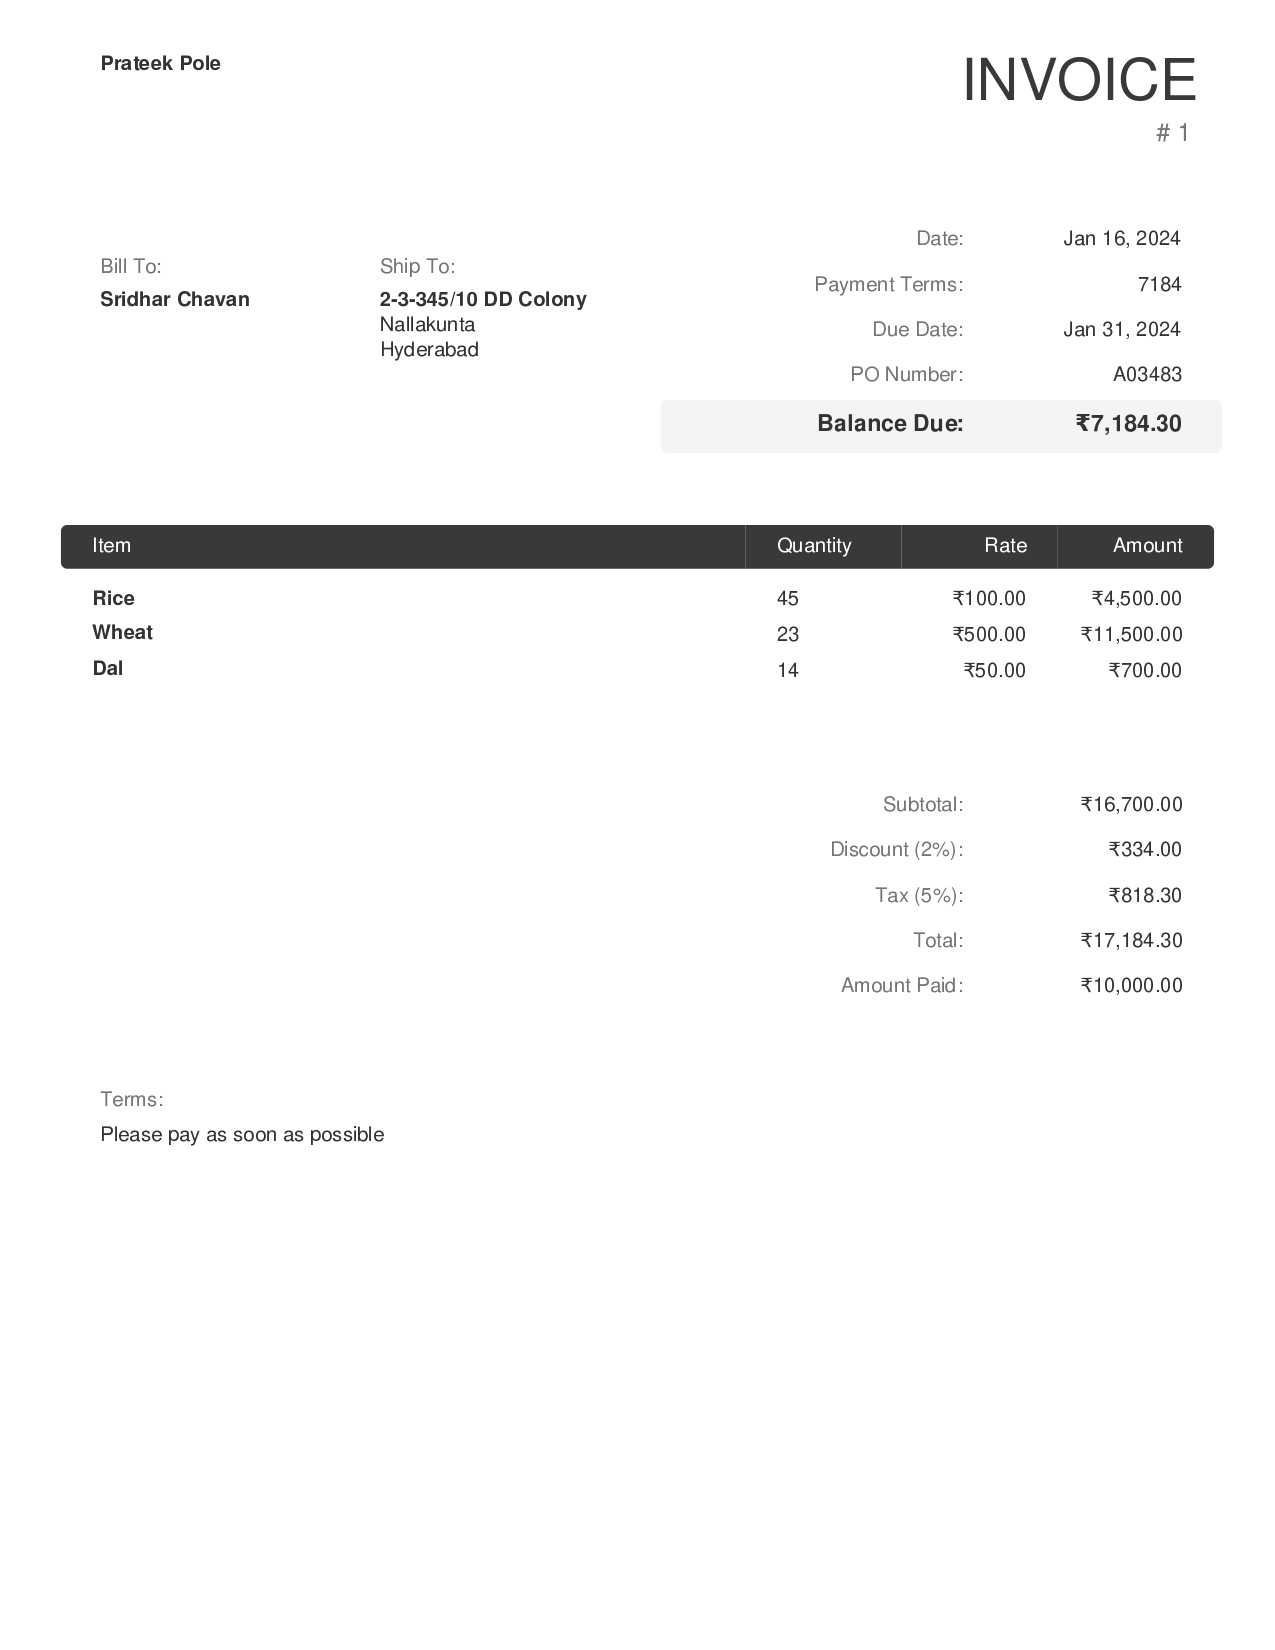 Prateek Pole
INVOICE
# 1
Bill To:
Sridhar Chavan
Ship To:
2-3-345/10 DD Colony
Nallakunta
Hyderabad
Date: Jan 16, 2024
Payment Terms: 7184
Due Date: Jan 31, 2024
PO Number: A03483
Balance Due: ₹7,184.30
Item Quantity Rate Amount
Rice 45 ₹100.00 ₹4,500.00
Wheat 23 ₹500.00 ₹11,500.00
Dal 14 ₹50.00 ₹700.00
Subtotal: ₹16,700.00
Discount (2%): ₹334.00
Tax (5%): ₹818.30
Total: ₹17,184.30
Amount Paid: ₹10,000.00
Terms:
Please pay as soon as possible